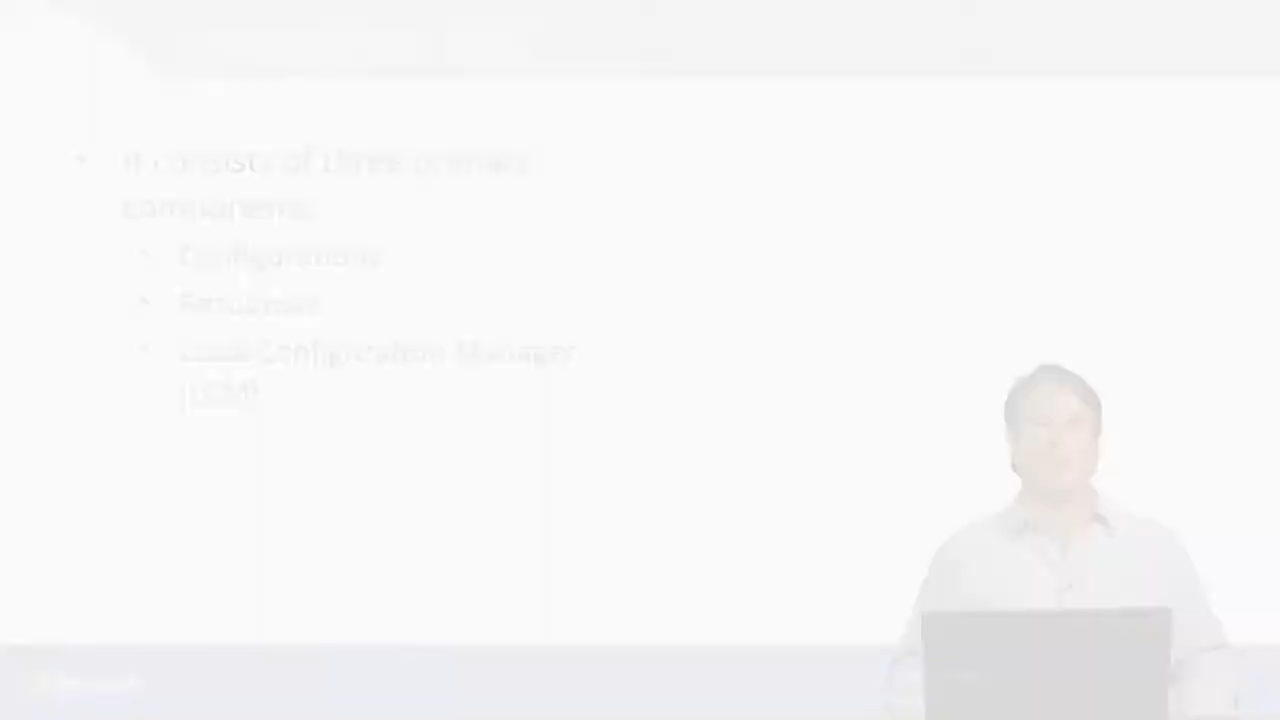 It consists of three primary
components:
Configurations
Resources
Local Configuration Manager
(LCM)